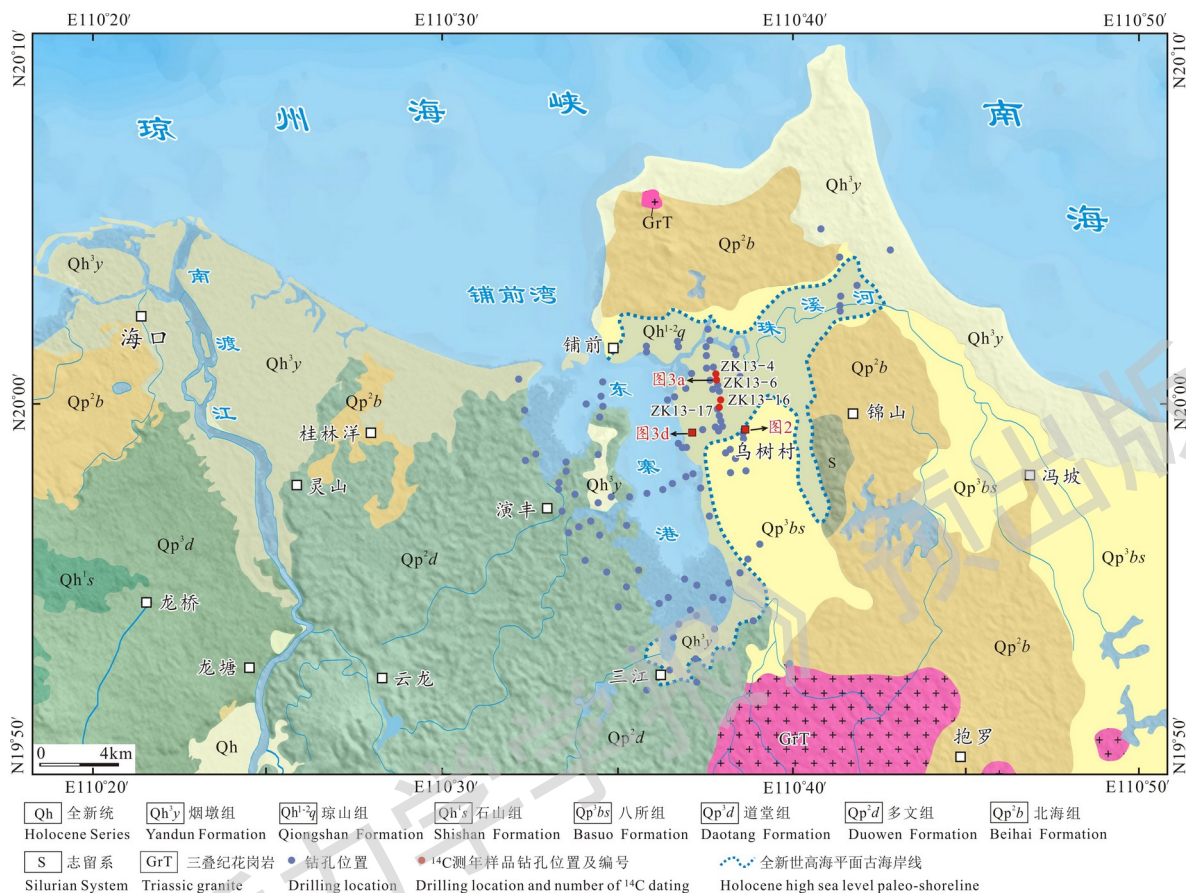 E110°20′ E110°30′ E110°40′ E110°50′
N20°10′ N20°10′
琼州海峡
南海
Qh³y
GrT
Qp²b
Qh³y
南渡江
铺前湾
珠溪河
海口
Qh³y
铺前
Qh¹⁻²q
Qh³y
ZK13-4
图3a
ZK13-6
Qp²b
N20°00′ N20°00′
Qp²b
Qp²b
东寨港
ZK13-16
ZK13-17
锦山
桂林洋
图3d
图2
乌树村
S
灵山
Qh³y
冯坡
演丰
Qp³bs
Qp³d
Qp²d
Qp³bs
Qp³bs
Qh¹s
龙桥
Qh³y
Qp²b
龙塘
云龙
三江
Qh
Qp²d
GrT
抱罗
N19°50′ N19°50′
0 4km
E110°20′ E110°30′ E110°40′ E110°50′
Qh 全新统 Qh³y 烟墩组 Qh¹⁻²q 琼山组 Qh¹s 石山组 Qp³bs 八所组 Qp³d 道堂组 Qp²d 多文组 Qp²b 北海组
Holocene Series Yandun Formation Qiongshan Formation Shishan Formation Basuo Formation Daotang Formation Duowen Formation Beihai Formation
S 志留系 GrT 三叠纪花岗岩 钻孔位置 ¹⁴C测年样品钻孔位置及编号 全新世高海平面古海岸线
Silurian System Triassic granite Drilling location Drilling location and number of ¹⁴C dating Holocene high sea level paleo-shoreline